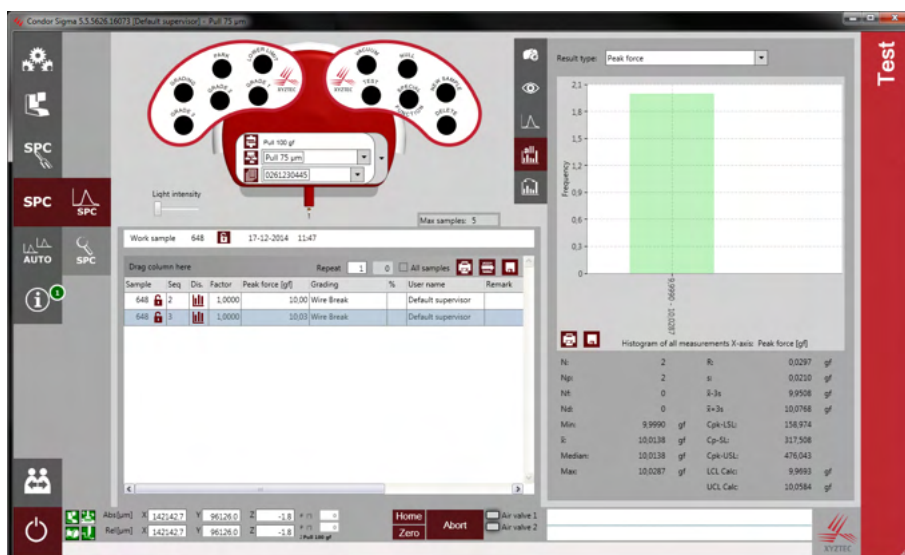 Condor Sigma 5.5.5626.16073 [Default supervisor] - Pull 75 µm
Test
PARK
LOWER LIMIT
GRADING
GRADE 2
GRADE 1
GRADE 3
XYZTEC
VACUUM
NULL
TEST
SPECIAL FUNCTION
NEW SAMPLE
DELETE
XYZTEC
Pull 100 gf
Pull 75 µm
0261230445
Light intensity
Max samples: 5
SPC
SPC
SPC
AUTO
SPC
1
all
Work sample 648 17-12-2014 11:47
Drag column here Repeat 1 0 All samples
Sample Seq Dis. Factor Peak force [gf] Grading % User name Remark
648 2 1,0000 10,00 Wire Break Default supervisor
648 3 1,0000 10,03 Wire Break Default supervisor
Result type: Peak force
2,1
1,8
1,5
1,2
0,9
0,6
0,3
0
Frequency
9,9990 - 10,0287
Histogram of all measurements X-axis: Peak force [gf]
N: 2 R: 0,0297 gf
Np: 2 s: 0,0210 gf
Nf: 0 x̄-3s 9,9508 gf
Nd: 0 x̄+3s 10,0768 gf
Min: 9,9990 gf Cpk-LSL: 158,974
x̄: 10,0138 gf Cp-SL: 317,508
Median: 10,0138 gf Cpk-USL: 476,043
Max: 10,0287 gf LCL Calc: 9,9693 gf
UCL Calc: 10,0584 gf
Abs[µm] X 142142.7 Y 96126.0 Z -1.8 0
Rel[µm] X 142142.7 Y 96126.0 Z -1.8 0
Pull 100 gf
Home
Zero
Abort
Air valve 1
Air valve 2
XYZTEC